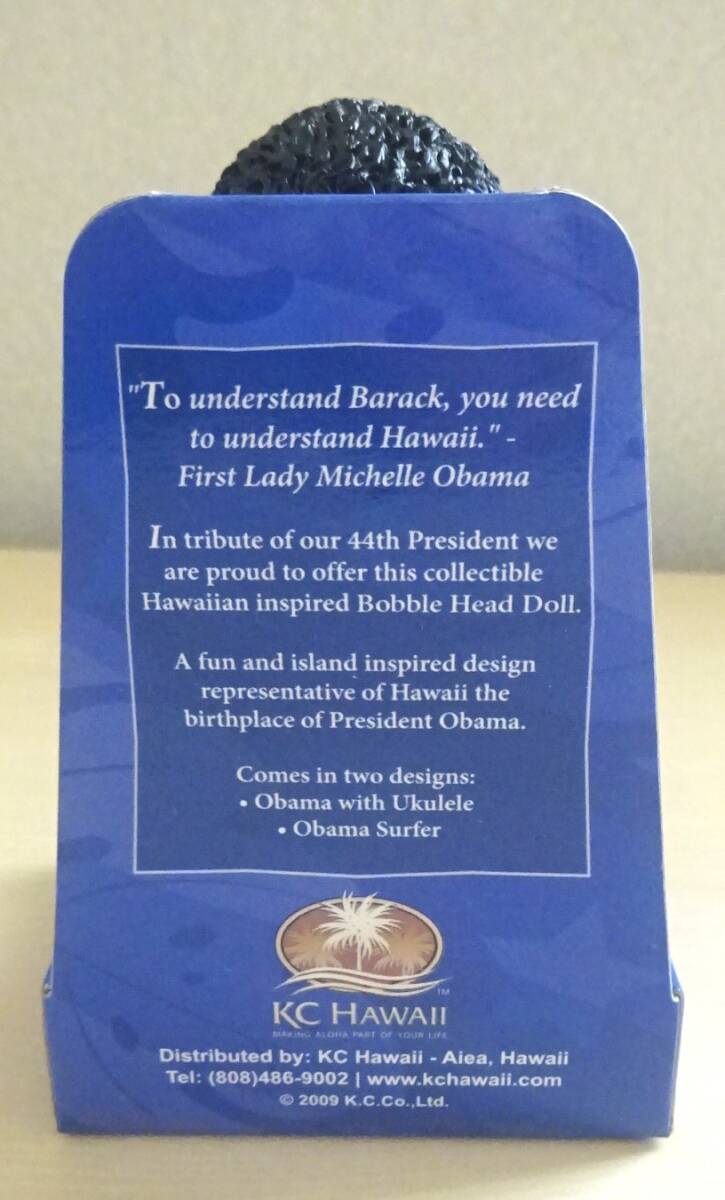 "To understand Barack, you need
to understand Hawaii." -
First Lady Michelle Obama
In tribute of our 44th President we
are proud to offer this collectible
Hawaiian inspired Bobble Head Doll.
A fun and island inspired design
representative of Hawaii the
birthplace of President Obama.
Comes in two designs:
• Obama with Ukulele
• Obama Surfer
TM
KC HAWAII
MAKING ALOHA PART OF YOUR LIFE
Distributed by: KC Hawaii - Aiea, Hawaii
Tel: (808)486-9002 | www.kchawaii.com
© 2009 K.C.Co.,Ltd.